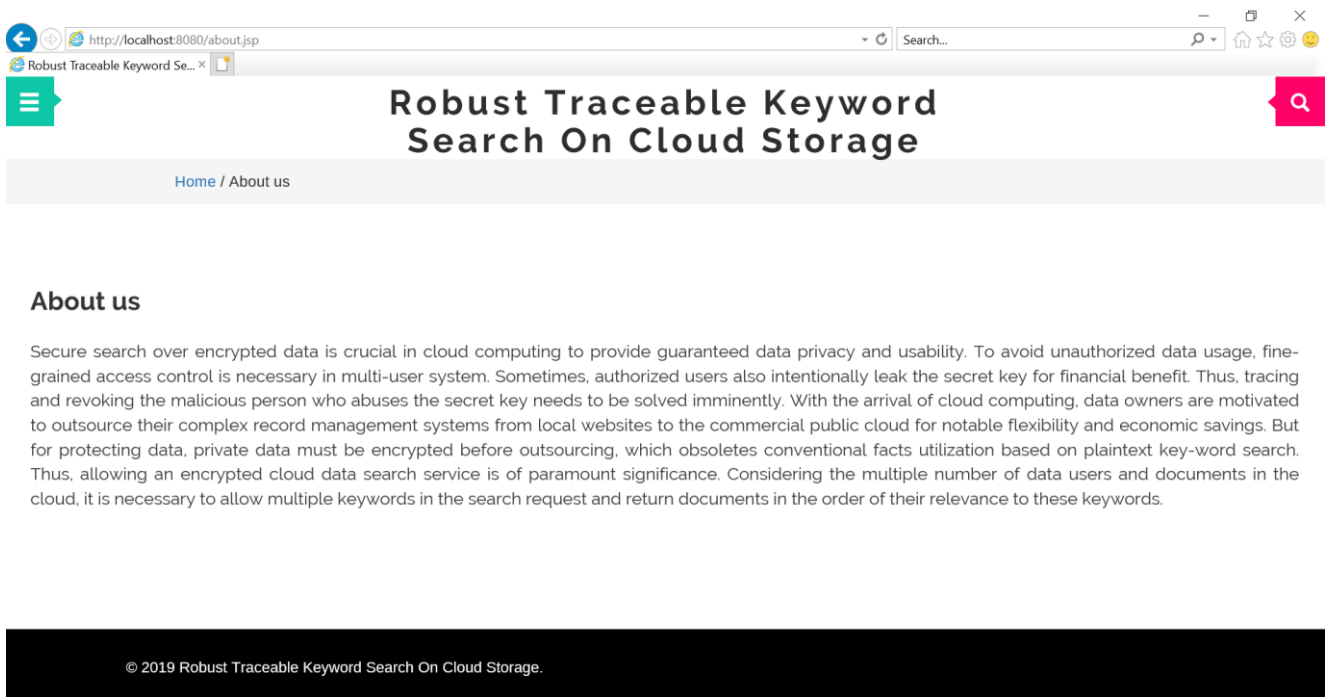 http://localhost:8080/about.jsp
Search...
Robust Traceable Keyword Se...
Robust Traceable Keyword
Search On Cloud Storage
Home / About us
About us
Secure search over encrypted data is crucial in cloud computing to provide guaranteed data privacy and usability. To avoid unauthorized data usage, fine-
grained access control is necessary in multi-user system. Sometimes, authorized users also intentionally leak the secret key for financial benefit. Thus, tracing
and revoking the malicious person who abuses the secret key needs to be solved imminently. With the arrival of cloud computing, data owners are motivated
to outsource their complex record management systems from local websites to the commercial public cloud for notable flexibility and economic savings. But
for protecting data, private data must be encrypted before outsourcing, which obsoletes conventional facts utilization based on plaintext key-word search.
Thus, allowing an encrypted cloud data search service is of paramount significance. Considering the multiple number of data users and documents in the
cloud, it is necessary to allow multiple keywords in the search request and return documents in the order of their relevance to these keywords.
© 2019 Robust Traceable Keyword Search On Cloud Storage.